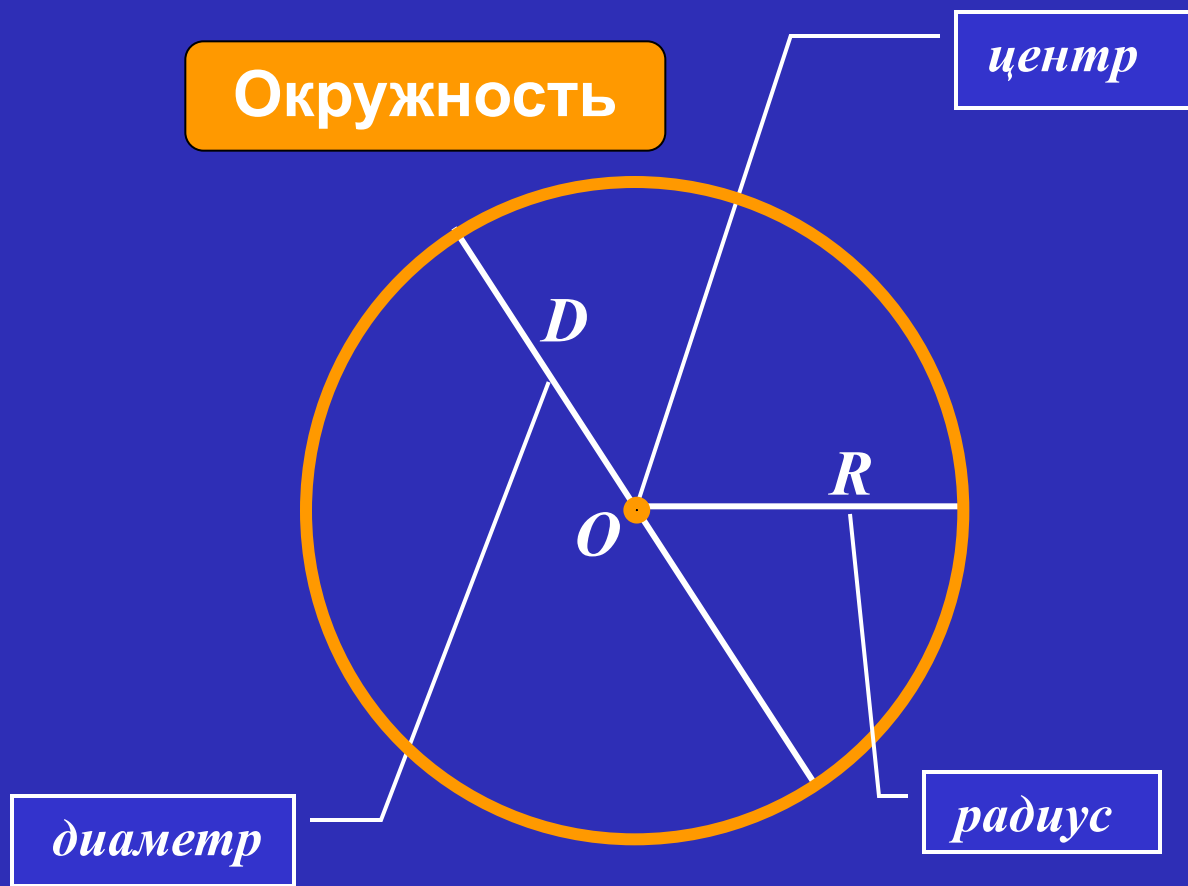 центр
Окружность
D
R
O
диаметр
радиус